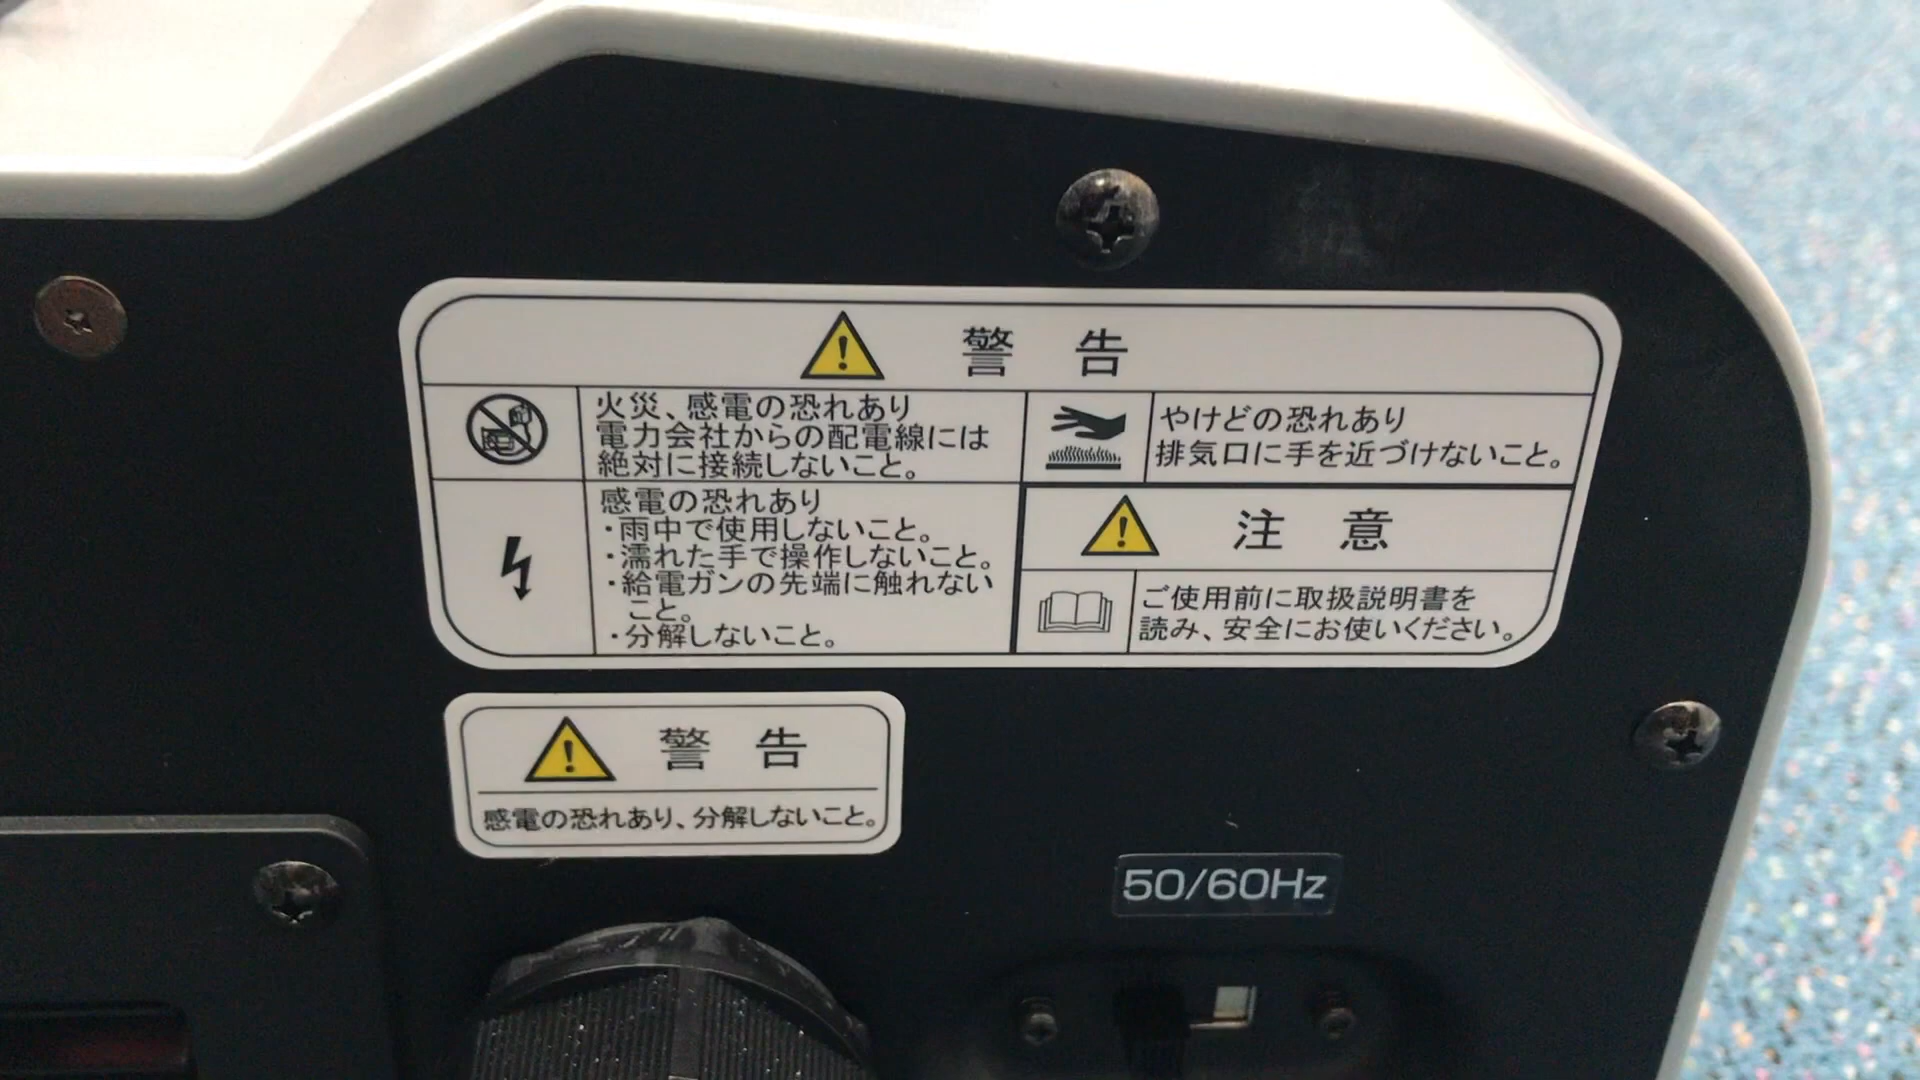 警告
火災、感電の恐れあり
電力会社からの配電線には
絶対に接続しないこと。
感電の恐れあり
・雨中で使用しないこと。
・濡れた手で操作しないこと。
・給電ガンの先端に触れない
こと。
・分解しないこと。
やけどの恐れあり
排気口に手を近づけないこと。
注意
ご使用前に取扱説明書を
読み、安全にお使いください。
警告
感電の恐れあり、分解しないこと。
50/60Hz